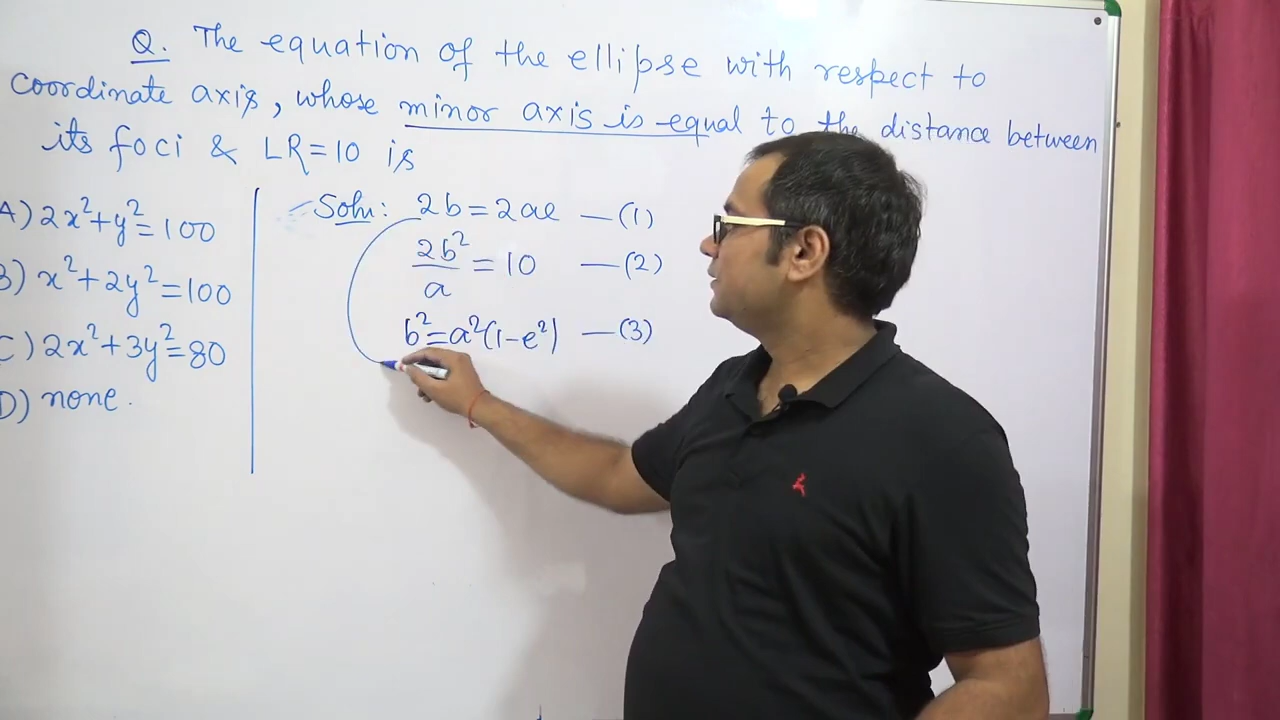 Q. The equation of the ellipse with respect to
coordinate axis, whose minor axis is equal to the distance between
its foci & LR=10 is
A) 2x²+y²=100
B) x²+2y²=100
C) 2x²+3y²=80
D) none.
Soln: 2b=2ae —(1)
2b²/a = 10 —(2)
b²=a²(1-e²) —(3)